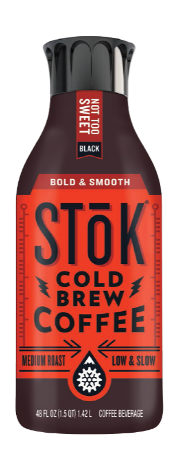 NOT TOO
SWEET
BLACK
BOLD & SMOOTH
STōK®
COLD
BREW
COFFEE
MEDIUM ROAST LOW & SLOW
48 FL OZ (1.5 QT) 1.42 L COFFEE BEVERAGE